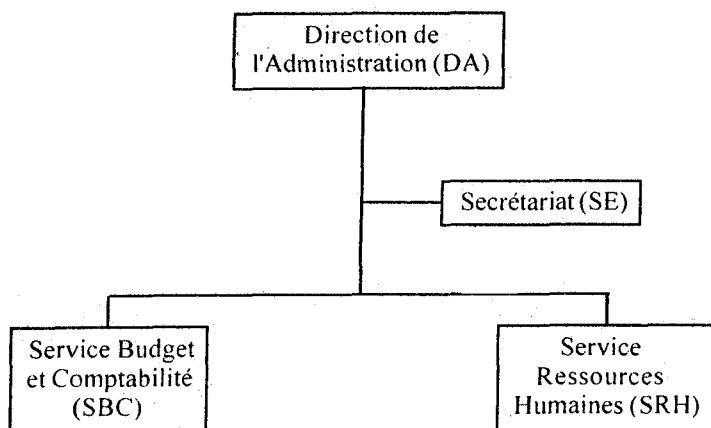 Direction de
l'Administration (DA)
Secrétariat (SE)
Service Budget
et Comptabilité
(SBC)
Service
Ressources
Humaines (SRH)